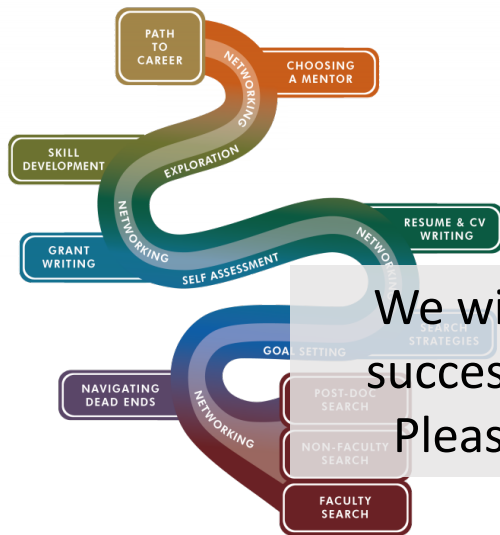 PATH
TO
CAREER
NETWORKING
CHOOSING
A MENTOR
SKILL
DEVELOPMENT
EXPLORATION
NETWORKING
GRANT
WRITING
SELF ASSESSMENT
NETWORKING
RESUME & CV
WRITING
SEARCH
STRATEGIES
GOAL SETTING
NAVIGATING
DEAD ENDS
NETWORKING
POST-DOC
SEARCH
NON-FACULTY
SEARCH
FACULTY
SEARCH
We wi
succes
Pleas